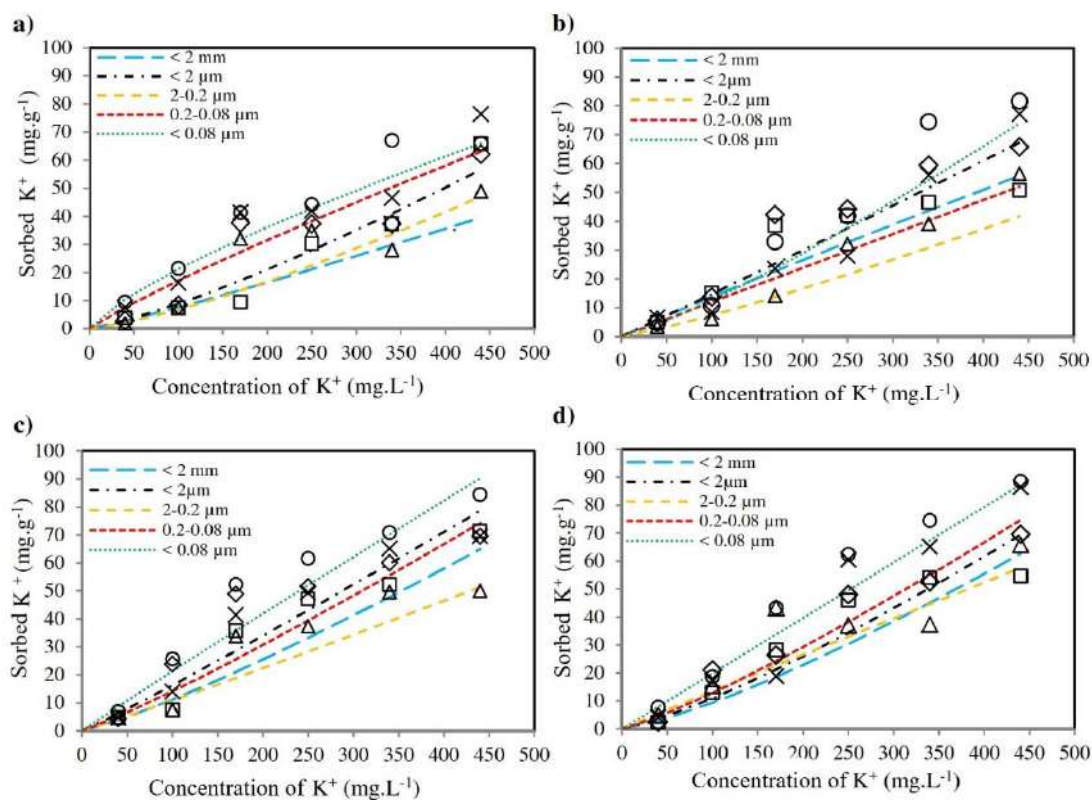 a)
Sorbed K⁺ (mg.g⁻¹)
100
90
80
70
60
50
40
30
20
10
0
< 2 mm
< 2 µm
2-0.2 µm
0.2-0.08 µm
< 0.08 µm
0 50 100 150 200 250 300 350 400 450 500
Concentration of K⁺ (mg.L⁻¹)
b)
Sorbed K⁺ (mg.g⁻¹)
100
90
80
70
60
50
40
30
20
10
0
< 2 mm
< 2µm
2-0.2 µm
0.2-0.08 µm
< 0.08 µm
0 50 100 150 200 250 300 350 400 450 500
Concentration of K⁺ (mg.L⁻¹)
c)
Sorbed K⁺ (mg.g⁻¹)
100
90
80
70
60
50
40
30
20
10
0
< 2 mm
< 2µm
2-0.2 µm
0.2-0.08 µm
< 0.08 µm
0 50 100 150 200 250 300 350 400 450 500
Concentration of K⁺ (mg.L⁻¹)
d)
Sorbed K⁺ (mg.g⁻¹)
100
90
80
70
60
50
40
30
20
10
0
< 2 mm
< 2µm
2-0.2 µm
0.2-0.08 µm
< 0.08 µm
0 50 100 150 200 250 300 350 400 450 500
Concentration of K⁺ (mg.L⁻¹)